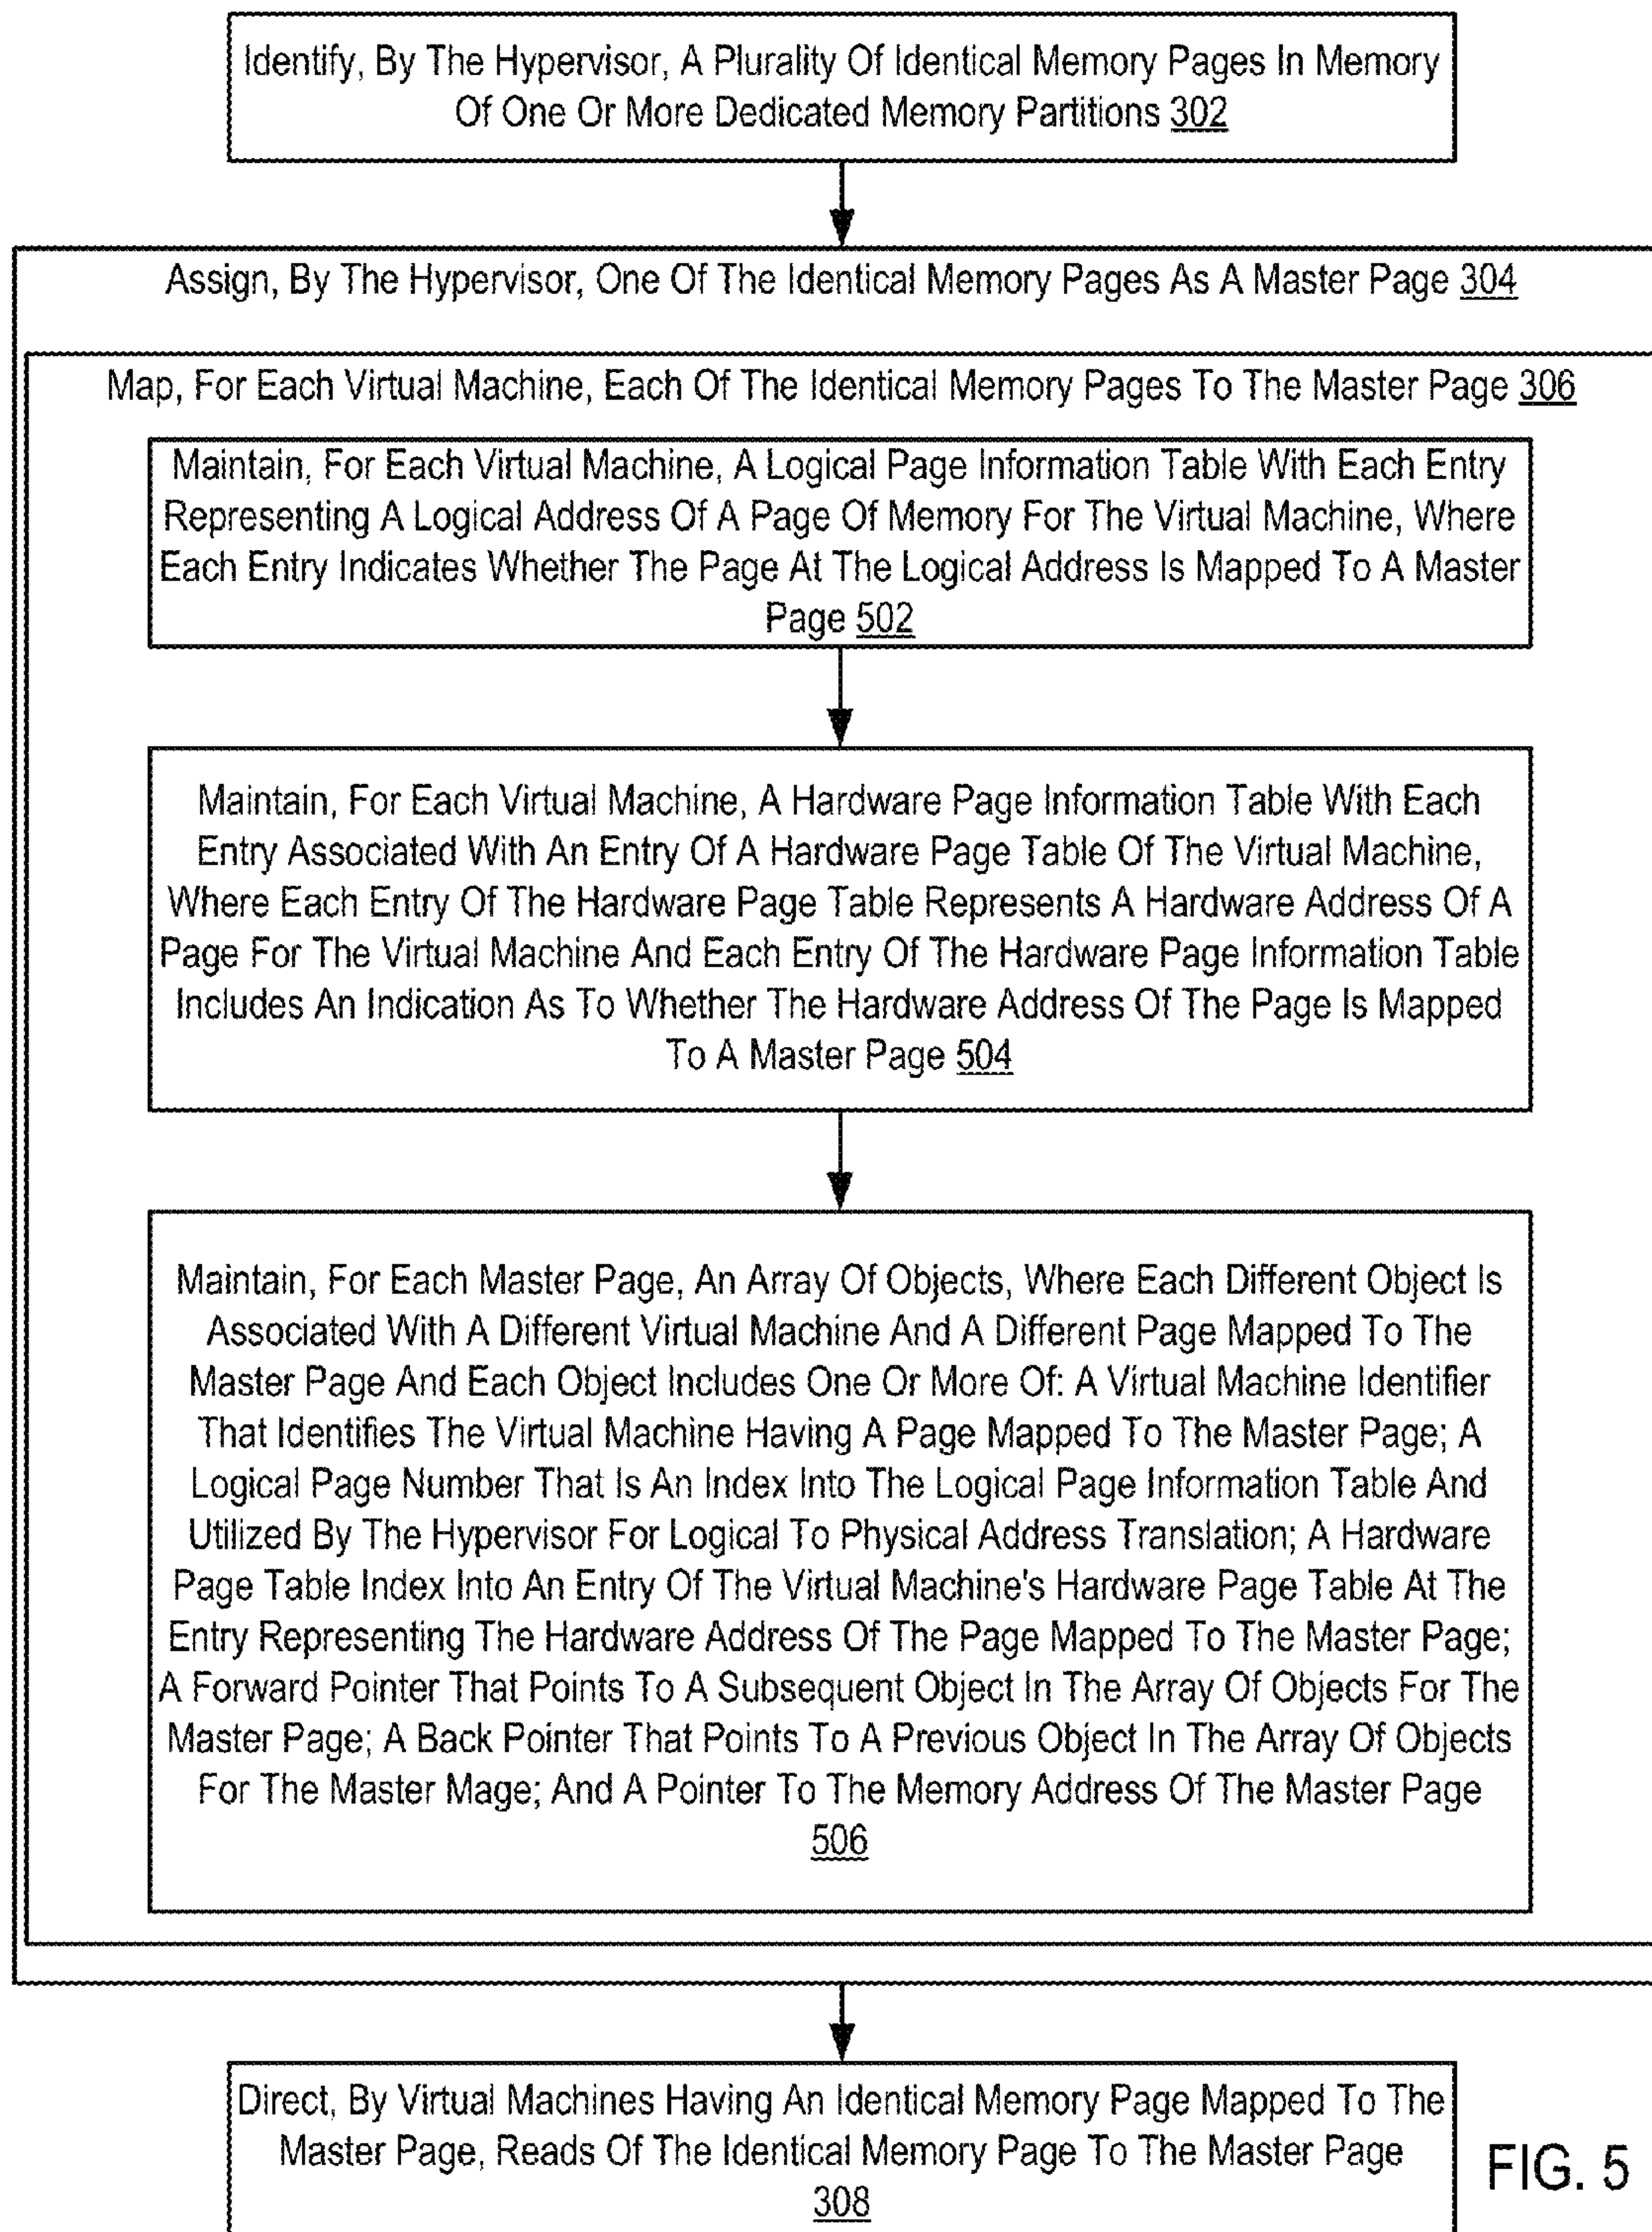 Identify, By The Hypervisor, A Plurality Of Identical Memory Pages In Memory
Of One Or More Dedicated Memory Partitions 302
Assign, By The Hypervisor, One Of The Identical Memory Pages As A Master Page 304
Map, For Each Virtual Machine, Each Of The Identical Memory Pages To The Master Page 306
Maintain, For Each Virtual Machine, A Logical Page Information Table With Each Entry
Representing A Logical Address Of A Page Of Memory For The Virtual Machine, Where
Each Entry Indicates Whether The Page At The Logical Address Is Mapped To A Master
Page 502
Maintain, For Each Virtual Machine, A Hardware Page Information Table With Each
Entry Associated With An Entry Of A Hardware Page Table Of The Virtual Machine,
Where Each Entry Of The Hardware Page Table Represents A Hardware Address Of A
Page For The Virtual Machine And Each Entry Of The Hardware Page Information Table
Includes An Indication As To Whether The Hardware Address Of The Page Is Mapped
To A Master Page 504
Maintain, For Each Master Page, An Array Of Objects, Where Each Different Object Is
Associated With A Different Virtual Machine And A Different Page Mapped To The
Master Page And Each Object Includes One Or More Of: A Virtual Machine Identifier
That Identifies The Virtual Machine Having A Page Mapped To The Master Page; A
Logical Page Number That Is An Index Into The Logical Page Information Table And
Utilized By The Hypervisor For Logical To Physical Address Translation; A Hardware
Page Table Index Into An Entry Of The Virtual Machine's Hardware Page Table At The
Entry Representing The Hardware Address Of The Page Mapped To The Master Page;
A Forward Pointer That Points To A Subsequent Object In The Array Of Objects For The
Master Page; A Back Pointer That Points To A Previous Object In The Array Of Objects
For The Master Mage; And A Pointer To The Memory Address Of The Master Page
506
Direct, By Virtual Machines Having An Identical Memory Page Mapped To The
Master Page, Reads Of The Identical Memory Page To The Master Page
308
FIG. 5